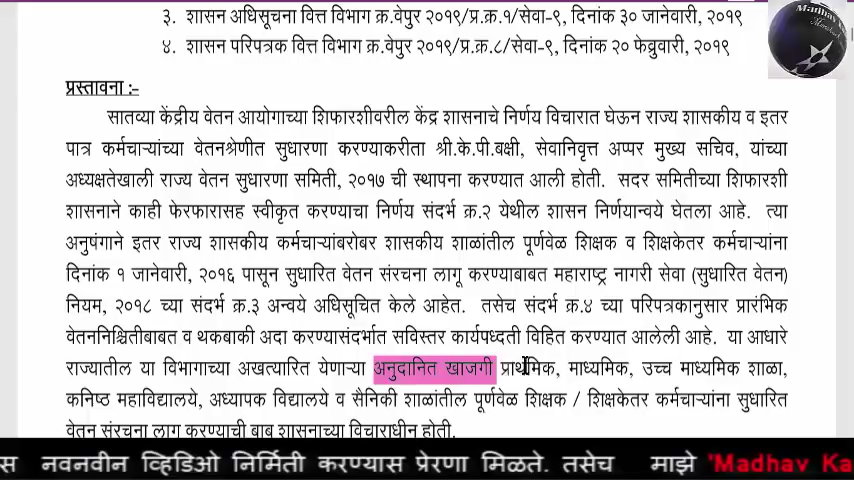 ३. शासन अधिसूचना वित्त विभाग क्र.वेपुर २०१९/प्र.क्र.१/सेवा-९, दिनांक ३० जानेवारी, २०१९
४. शासन परिपत्रक वित्त विभाग क्र.वेपुर २०१९/प्र.क्र.८/सेवा-९, दिनांक २० फेब्रुवारी, २०१९
प्रस्तावना :-
सातव्या केंद्रीय वेतन आयोगाच्या शिफारशीवरील केंद्र शासनाचे निर्णय विचारात घेऊन राज्य शासकीय व इतर
पात्र कर्मचाऱ्यांच्या वेतनश्रेणीत सुधारणा करण्याकरीता श्री.के.पी.बक्षी, सेवानिवृत्त अप्पर मुख्य सचिव, यांच्या
अध्यक्षतेखाली राज्य वेतन सुधारणा समिती, २०१७ ची स्थापना करण्यात आली होती. सदर समितीच्या शिफारशी
शासनाने काही फेरफारासह स्वीकृत करण्याचा निर्णय संदर्भ क्र.२ येथील शासन निर्णयान्वये घेतला आहे. त्या
अनुषंगाने इतर राज्य शासकीय कर्मचाऱ्यांबरोबर शासकीय शाळांतील पूर्णवेळ शिक्षक व शिक्षकेतर कर्मचाऱ्यांना
दिनांक १ जानेवारी, २०१६ पासून सुधारित वेतन संरचना लागू करण्याबाबत महाराष्ट्र नागरी सेवा (सुधारित वेतन)
नियम, २०१८ च्या संदर्भ क्र.३ अन्वये अधिसूचित केले आहेत. तसेच संदर्भ क्र.४ च्या परिपत्रकानुसार प्रारंभिक
वेतननिश्चितीबाबत व थकबाकी अदा करण्यासंदर्भात सविस्तर कार्यपध्दती विहित करण्यात आलेली आहे. या आधारे
राज्यातील या विभागाच्या अखत्यारित येणाऱ्या अनुदानित खाजगी प्राथमिक, माध्यमिक, उच्च माध्यमिक शाळा,
कनिष्ठ महाविद्यालये, अध्यापक विद्यालये व सैनिकी शाळांतील पूर्णवेळ शिक्षक / शिक्षकेतर कर्मचाऱ्यांना सुधारित
वेतन संरचना लागू करण्याची बाब शासनाच्या विचाराधीन होती.
स नवनवीन व्हिडिओ निर्मिती करण्यास प्रेरणा मिळते. तसेच माझे 'Madhav Ka